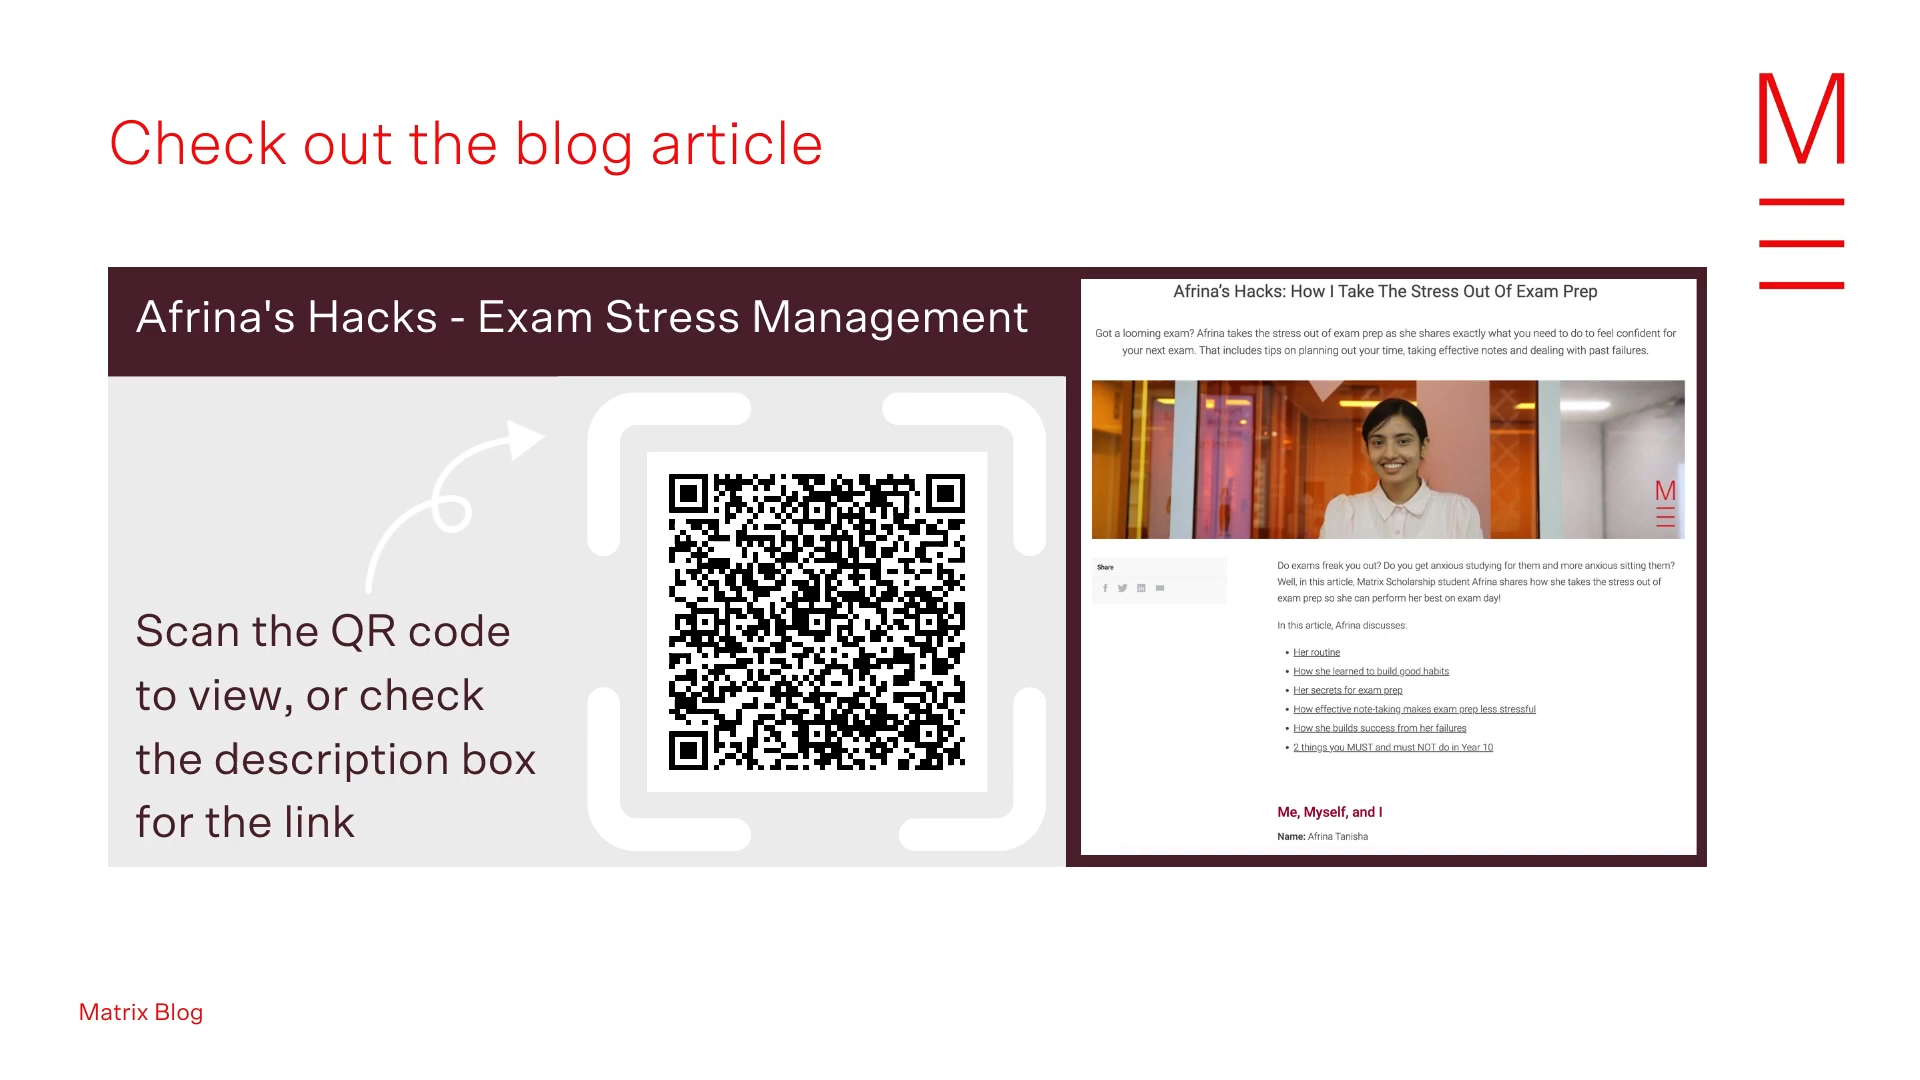 Check out the blog article
M
Afrina's Hacks - Exam Stress Management
Scan the QR code
to view, or check
the description box
for the link
Afrina’s Hacks: How I Take The Stress Out Of Exam Prep
Got a looming exam? Afrina takes the stress out of exam prep as she shares exactly what you need to do to feel confident for
your next exam. That includes tips on planning out your time, taking effective notes and dealing with past failures.
M
Share
Do exams freak you out? Do you get anxious studying for them and more anxious sitting them?
Well, in this article, Matrix Scholarship student Afrina shares how she takes the stress out of
exam prep so she can perform her best on exam day!
In this article, Afrina discusses:
• Her routine
• How she learned to build good habits
• Her secrets for exam prep
• How effective note-taking makes exam prep less stressful
• How she builds success from her failures
• 2 things you MUST and must NOT do in Year 10
Me, Myself, and I
Name: Afrina Tanisha
Matrix Blog